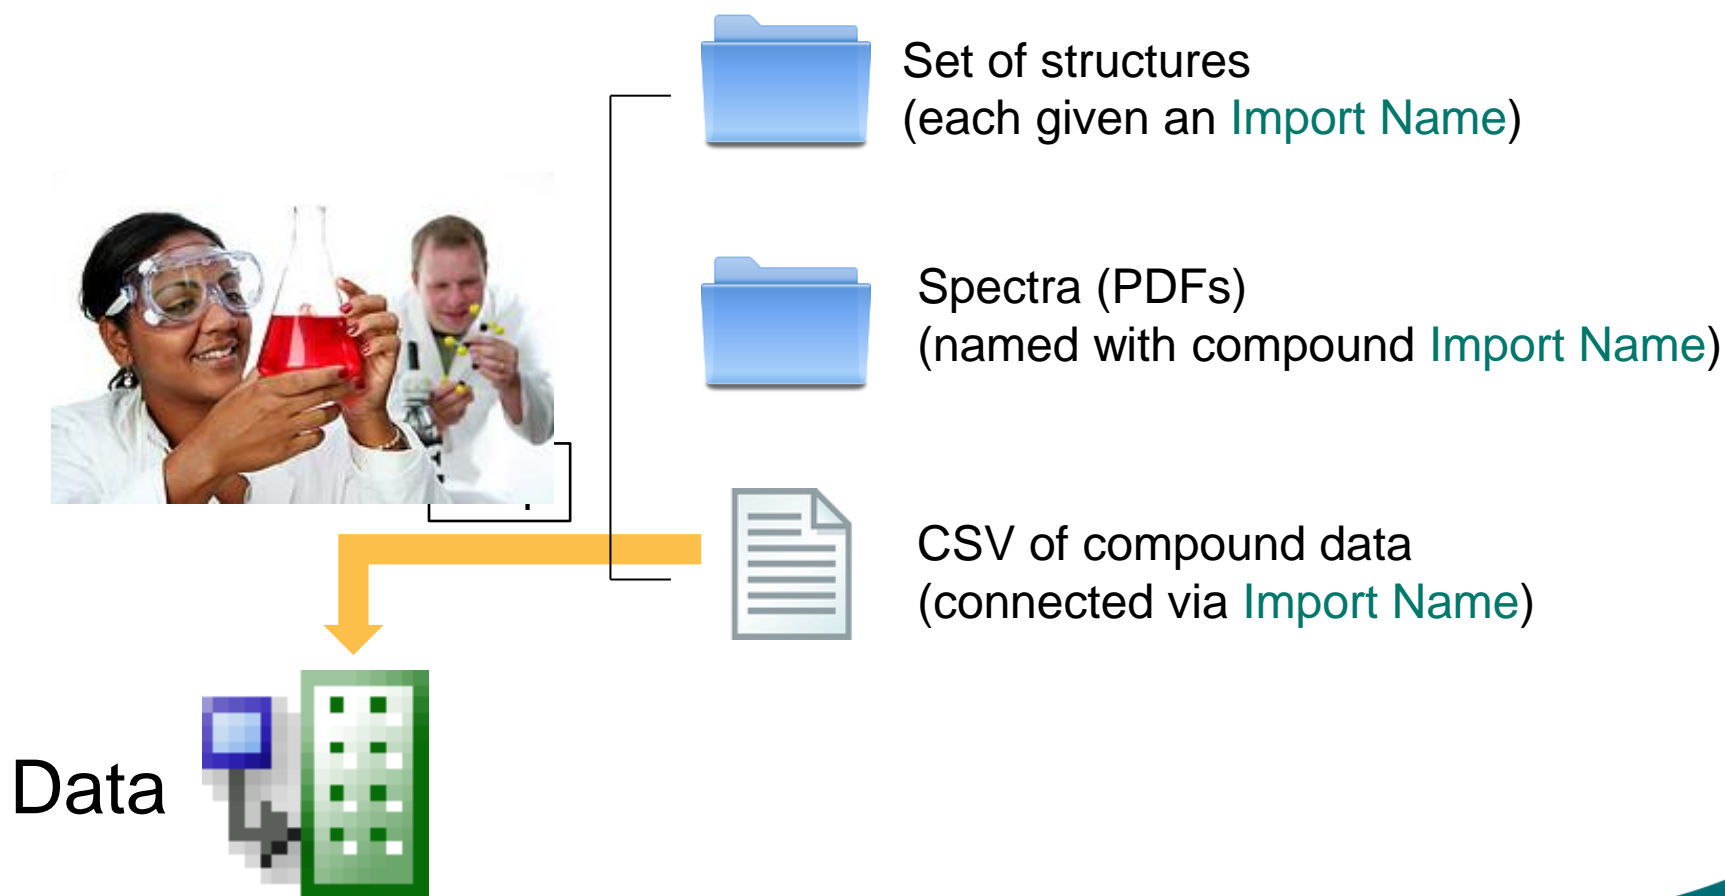 Set of structures
(each given an Import Name)
Spectra (PDFs)
(named with compound Import Name)
CSV of compound data
(connected via Import Name)
Data